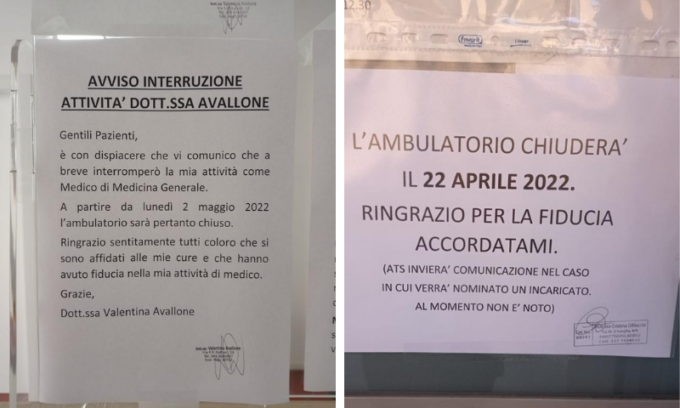 AVVISO INTERRUZIONE
ATTIVITA’ DOTT.SSA AVALLONE
Gentili Pazienti,
è con dispiacere che vi comunico che a
breve interromperò la mia attività come
Medico di Medicina Generale.
A partire da lunedì 2 maggio 2022
l’ambulatorio sarà pertanto chiuso.
Ringrazio sentitamente tutti coloro che si
sono affidati alle mie cure e che hanno
avuto fiducia nella mia attività di medico.
Grazie,
Dott.ssa Valentina Avallone
12.30
L’AMBULATORIO CHIUDERA’
IL 22 APRILE 2022.
RINGRAZIO PER LA FIDUCIA
ACCORDATAMI.
(ATS INVIERA’ COMUNICAZIONE NEL CASO
IN CUI VERRA’ NOMINATO UN INCARICATO.
AL MOMENTO NON E’ NOTO)